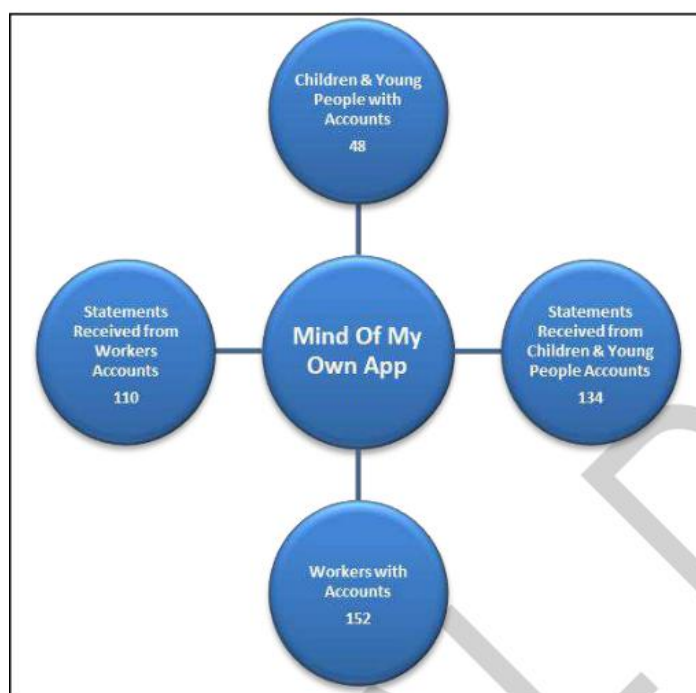 Children & Young
People with
Accounts
48
Statements
Received from
Workers
Accounts
110
Mind Of My
Own App
Statements
Received from
Children & Young
People Accounts
134
Workers with
Accounts
152